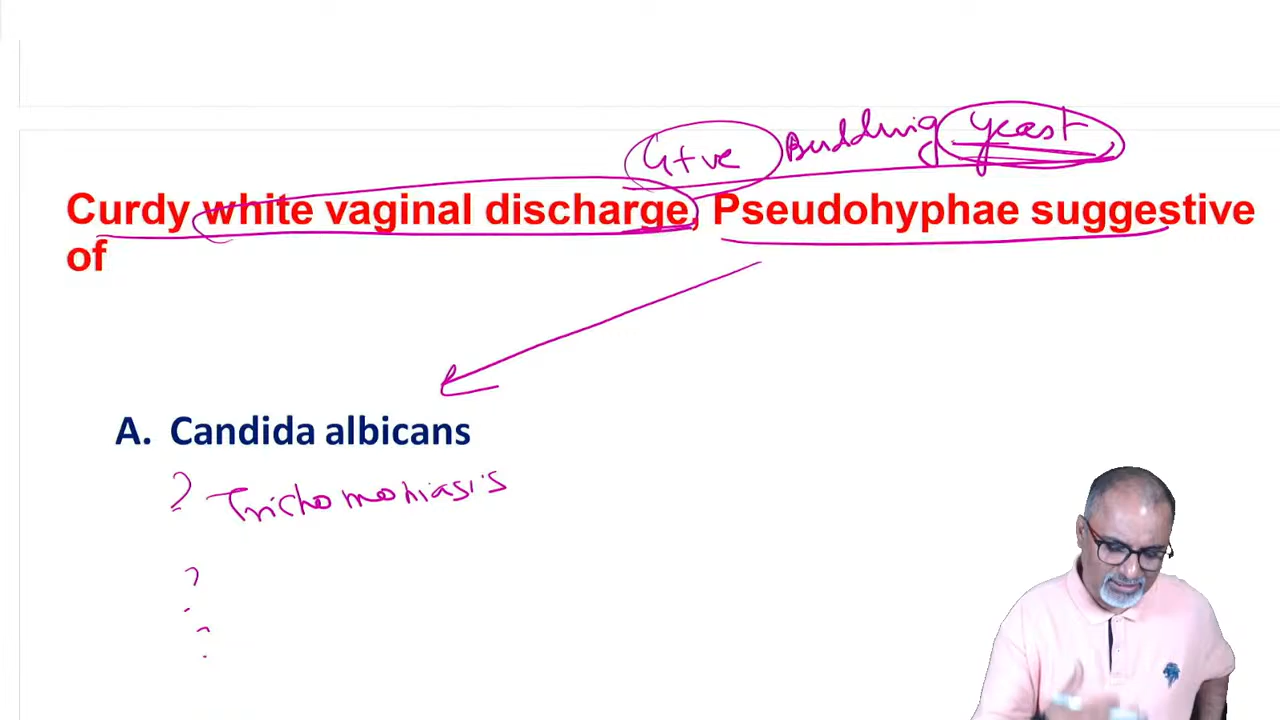 G+ve Budding yeast
Curdy white vaginal discharge, Pseudohyphae suggestive
of
A. Candida albicans
? Trichomoniasis
?
?